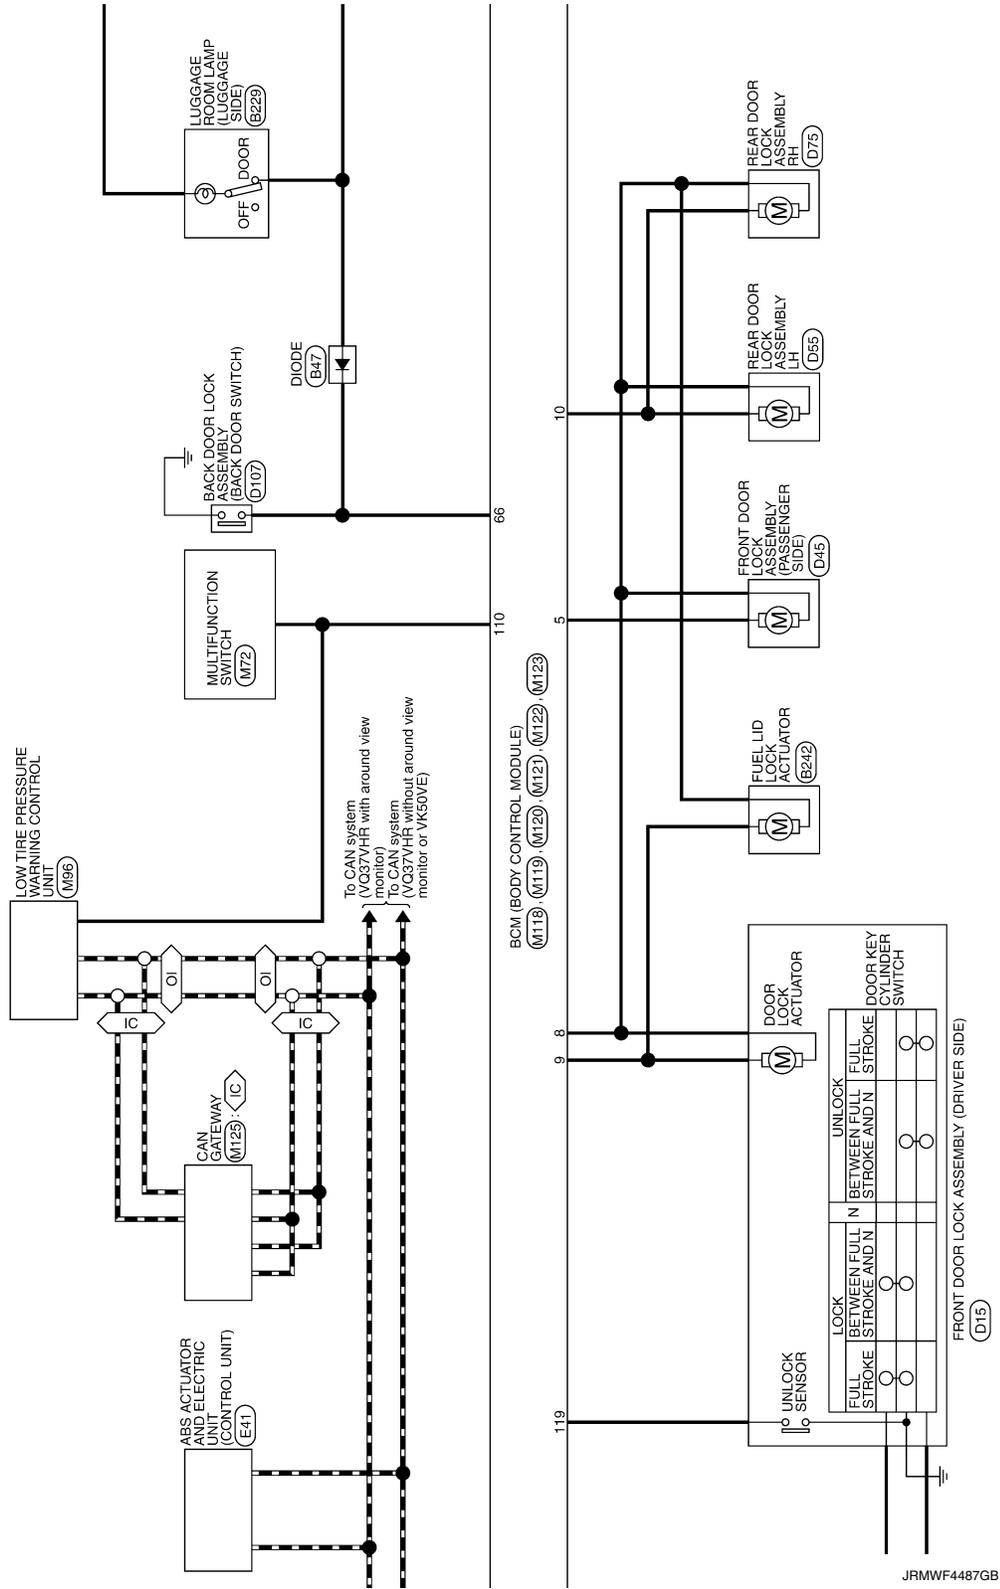 LUGGAGE
ROOM LAMP
(LUGGAGE
SIDE)
B229
DOOR
OFF
DIODE
B47
BACK DOOR LOCK
ASSEMBLY
(BACK DOOR SWITCH)
D107
66
MULTIFUNCTION
SWITCH
M72
110
LOW TIRE PRESSURE
WARNING CONTROL
UNIT
M96
To CAN system
(VQ37VHR with around view
monitor)
To CAN system
(VQ37VHR without around view
monitor or VK50VE)
OI
OI
IC
IC
CAN
GATEWAY
M125 : IC
ABS ACTUATOR
AND ELECTRIC
UNIT
(CONTROL UNIT)
E41
BCM (BODY CONTROL MODULE)
M118 , M119 , M120 , M121 , M122 , M123
REAR DOOR
LOCK
ASSEMBLY
RH
D75
M
10
REAR DOOR
LOCK
ASSEMBLY
LH
D55
M
5
FRONT DOOR
LOCK
ASSEMBLY
(PASSENGER
SIDE)
D45
M
FUEL LID
LOCK
ACTUATOR
B242
M
8
9
DOOR
LOCK
ACTUATOR
M
DOOR KEY
CYLINDER
SWITCH
UNLOCK
FULL
STROKE
BETWEEN FULL
STROKE AND N
N
LOCK
BETWEEN FULL
STROKE AND N
FULL
STROKE
119
UNLOCK
SENSOR
FRONT DOOR LOCK ASSEMBLY (DRIVER SIDE)
D15
JRMWF4487GB